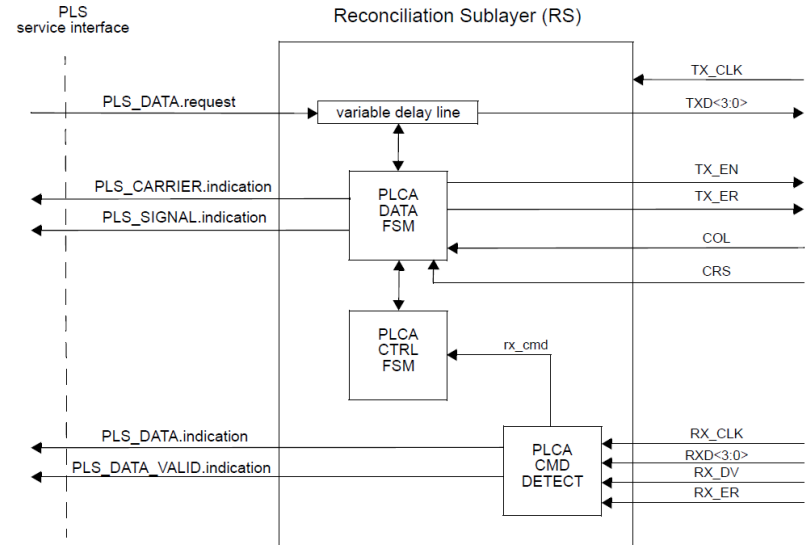 PLS
service interface
Reconciliation Sublayer (RS)
TX_CLK
PLS_DATA.request
variable delay line
TXD<3:0>
TX_EN
PLS_CARRIER.indication
PLCA
DATA
FSM
TX_ER
PLS_SIGNAL.indication
COL
CRS
PLCA
CTRL
FSM
rx_cmd
PLS_DATA.indication
PLS_DATA_VALID.indication
PLCA
CMD
DETECT
RX_CLK
RXD<3:0>
RX_DV
RX_ER